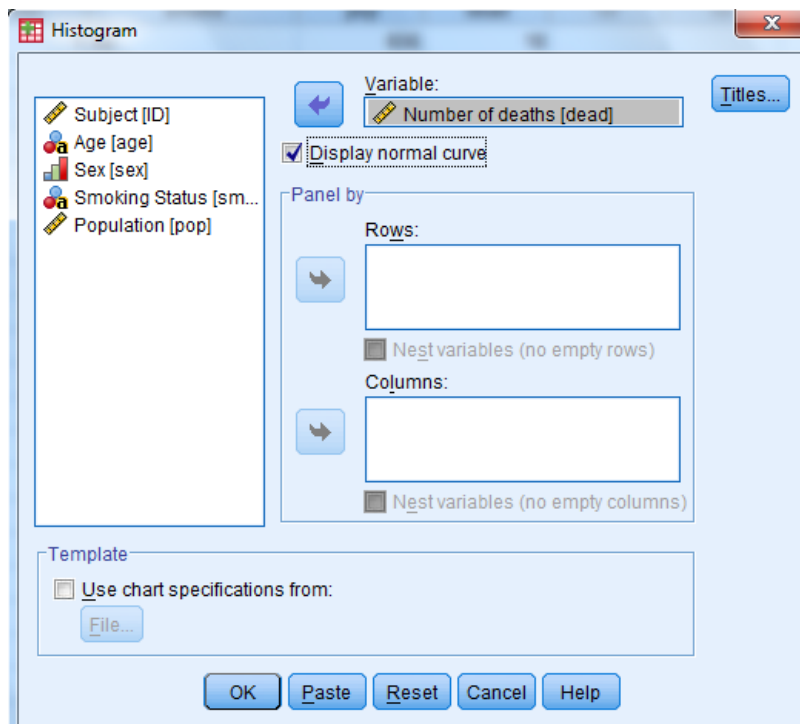 Histogram
Variable:
Number of deaths [dead]
Titles...
Subject [ID]
Age [age]
Sex [sex]
Smoking Status [sm...
Population [pop]
Display normal curve
Panel by
Rows:
Nest variables (no empty rows)
Columns:
Nest variables (no empty columns)
Template
Use chart specifications from:
File...
OK
Paste
Reset
Cancel
Help